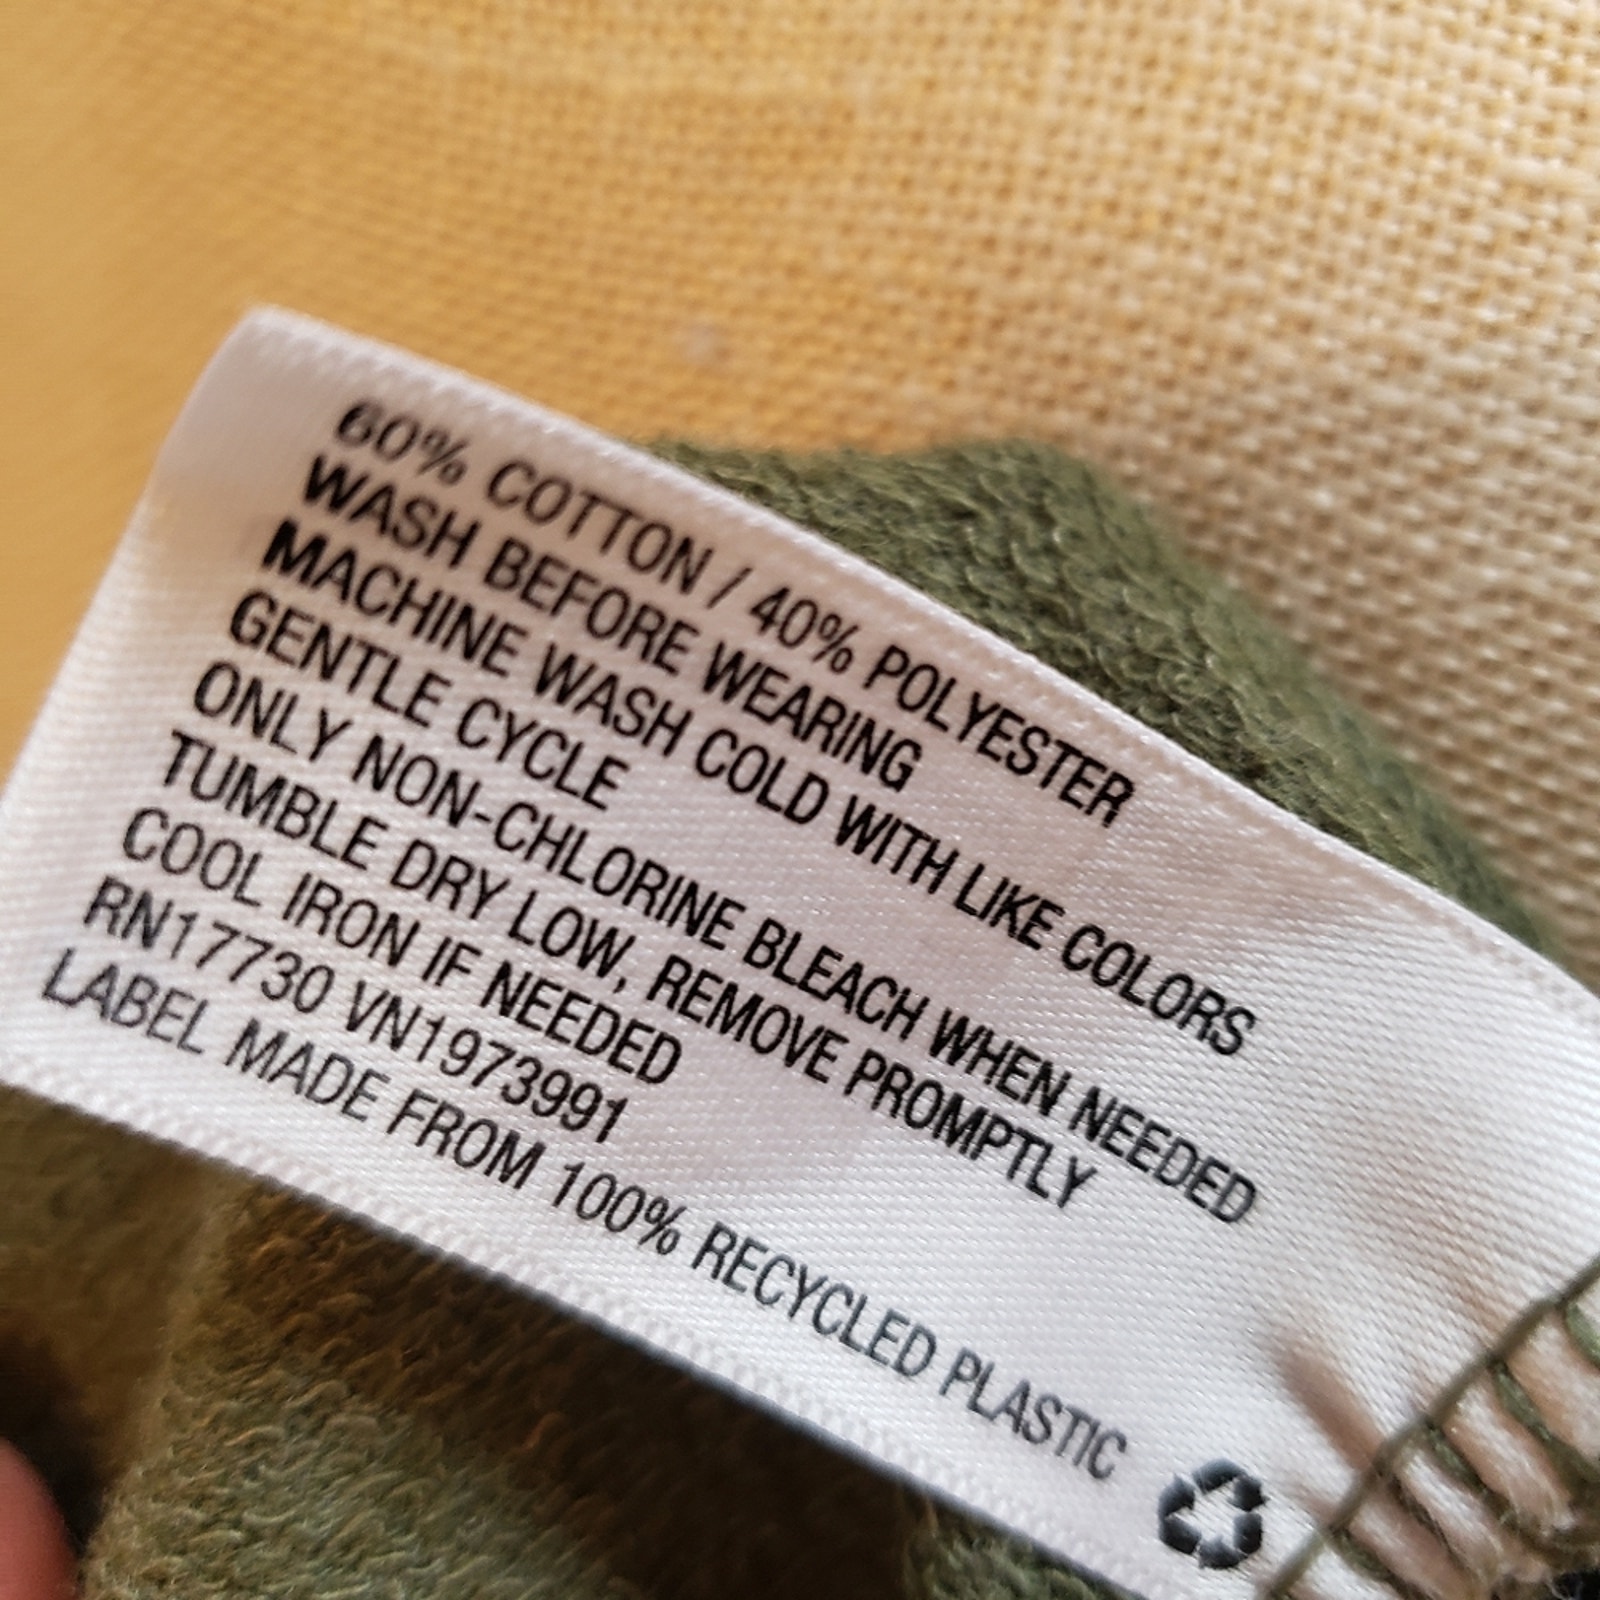 60% COTTON / 40% POLYESTER
WASH BEFORE WEARING
MACHINE WASH COLD WITH LIKE COLORS
GENTLE CYCLE
ONLY NON-CHLORINE BLEACH WHEN NEEDED
TUMBLE DRY LOW, REMOVE PROMPTLY
COOL IRON IF NEEDED
RN17730 VN1973991
LABEL MADE FROM 100% RECYCLED PLASTIC